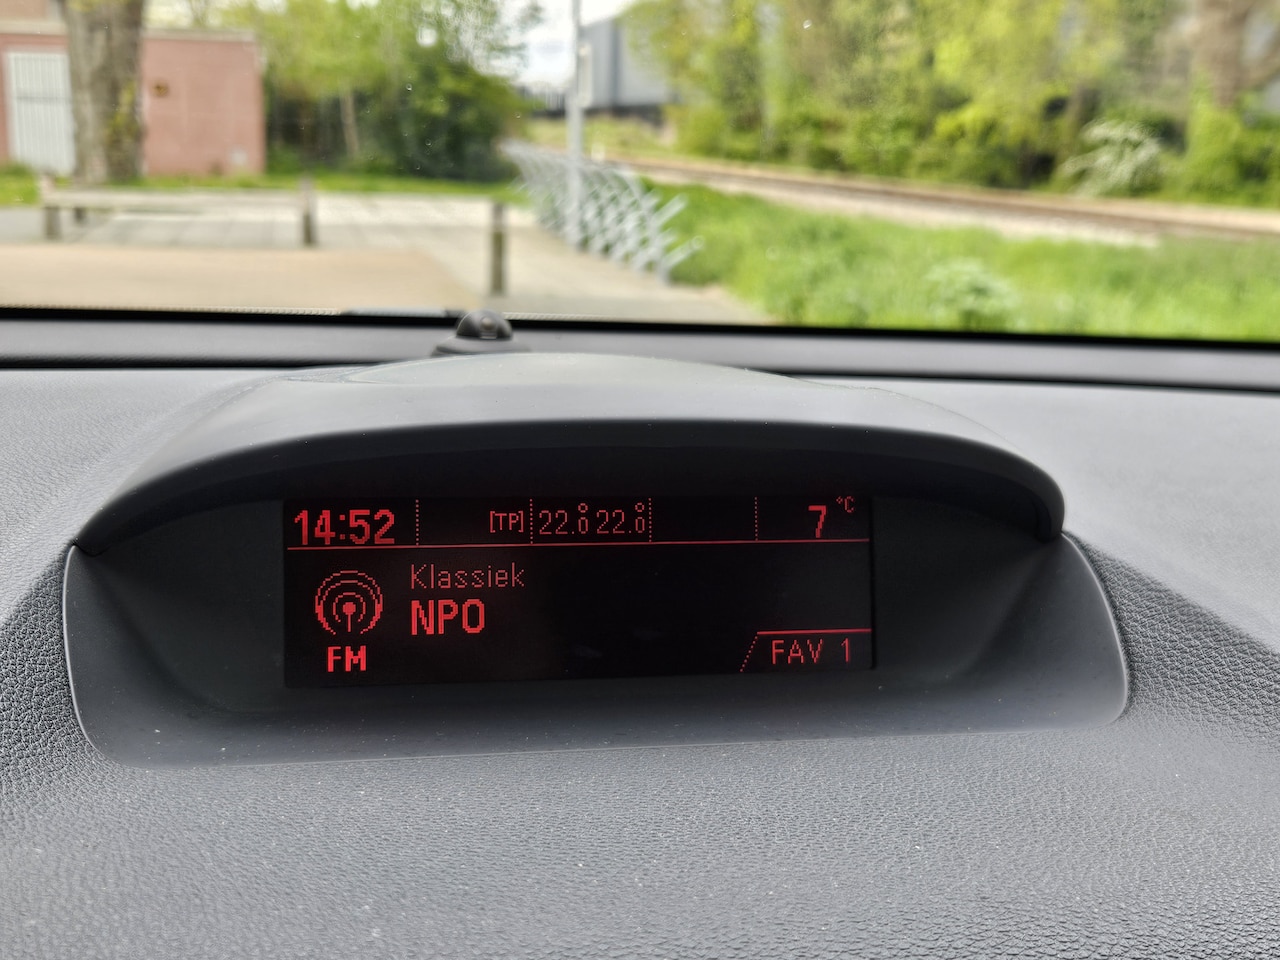 14:52 [TP] 22.0° 22.0° 7 °C
Klassiek
NPO
FM
FAV 1